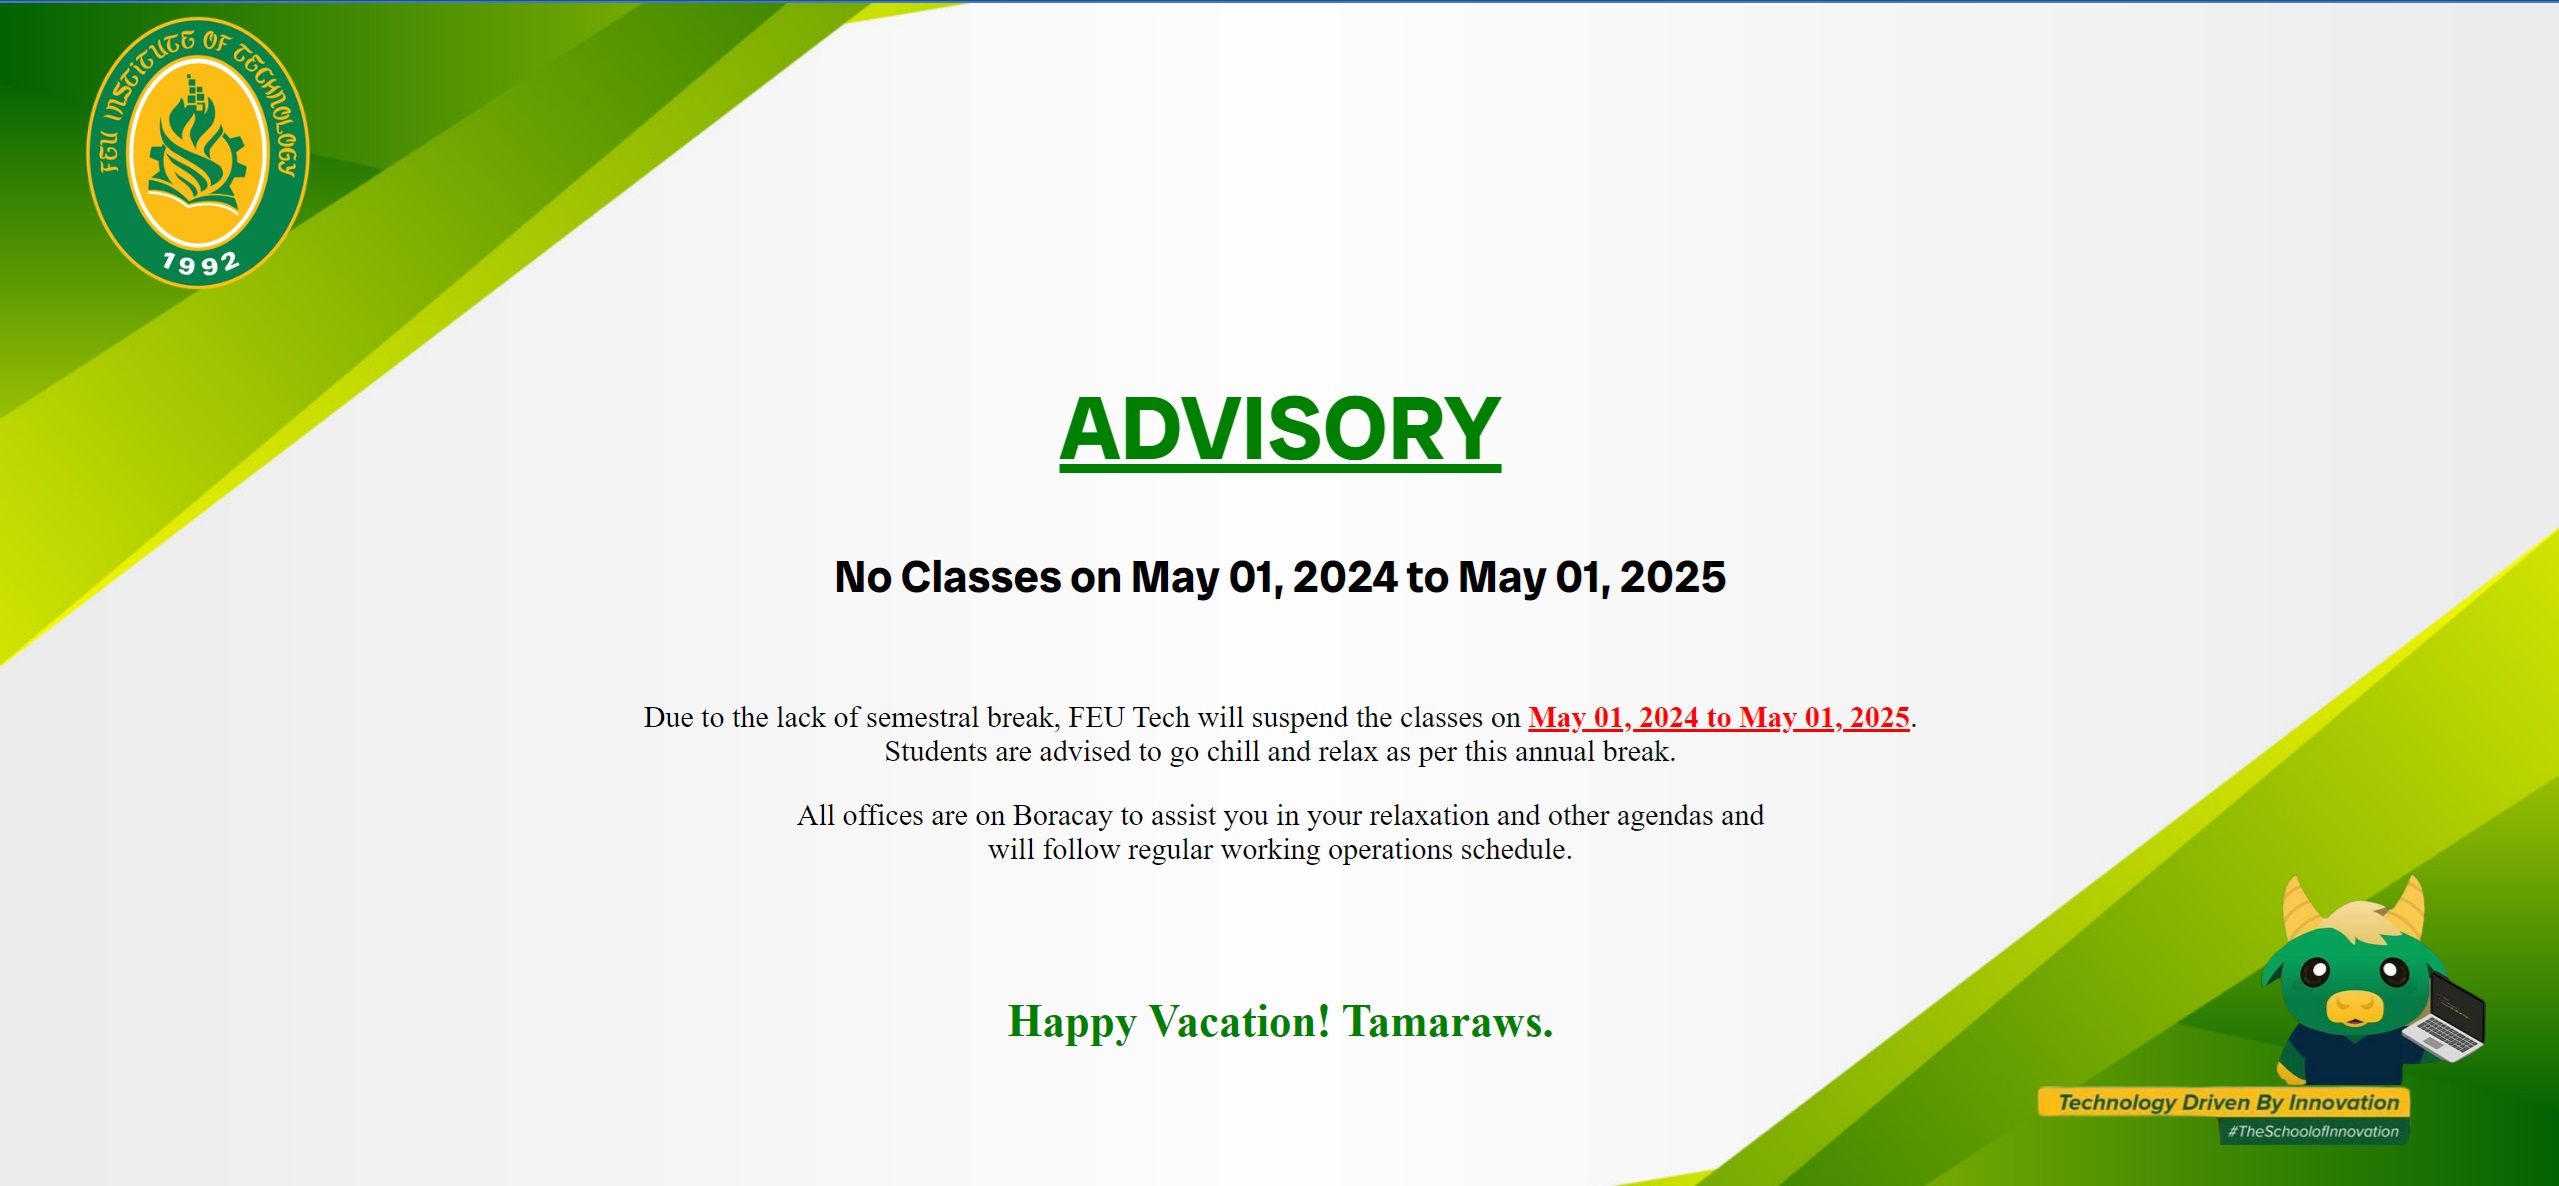 FEU INSTITUTE OF TECHNOLOGY
1992
ADVISORY
No Classes on May 01, 2024 to May 01, 2025
Due to the lack of semestral break, FEU Tech will suspend the classes on May 01, 2024 to May 01, 2025.
Students are advised to go chill and relax as per this annual break.
All offices are on Boracay to assist you in your relaxation and other agendas and
will follow regular working operations schedule.
Happy Vacation! Tamaraws.
Technology Driven By Innovation
#TheSchoolofInnovation